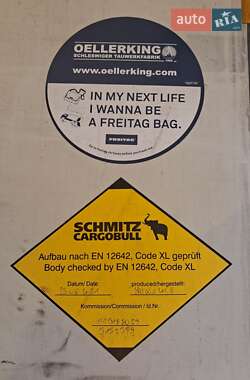 auto RIA
OELLERKING
SCHLESWIGER TAUWERKFABRIK
www.oellerking.com
IN MY NEXT LIFE
I WANNA BE
A FREITAG BAG.
FREITAG
SCHMITZ
CARGOBULL
Aufbau nach EN 12642, Code XL geprüft
Body checked by EN 12642, Code XL
Datum/ Date:
produced/hergestellt:
Kommission/Commission / Id.Nr.